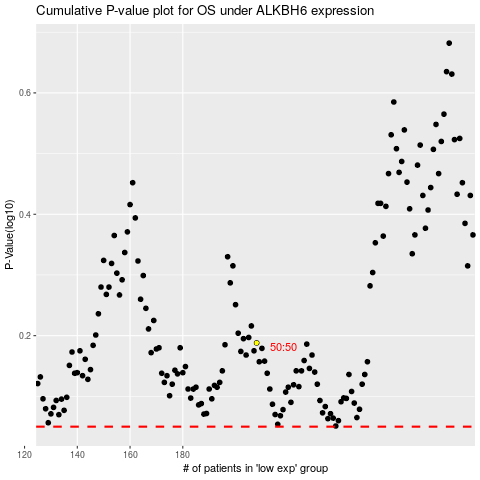 Cumulative P-value plot for OS under ALKBH6 expression
P-Value(log10)
0.6
0.4
0.2
50:50
120 140 160 180
# of patients in 'low exp' group